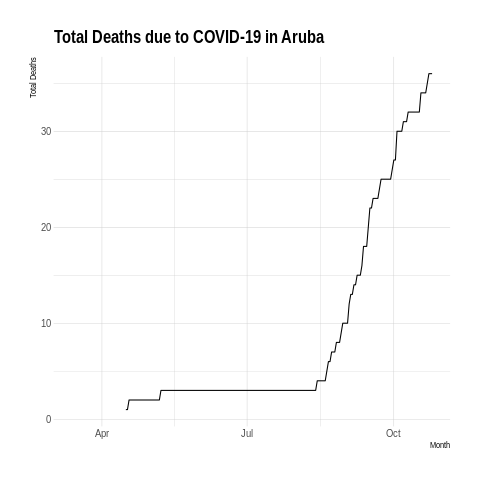 Total Deaths due to COVID-19 in Aruba
Total Deaths
30
20
10
0
Apr
Jul
Oct
Month